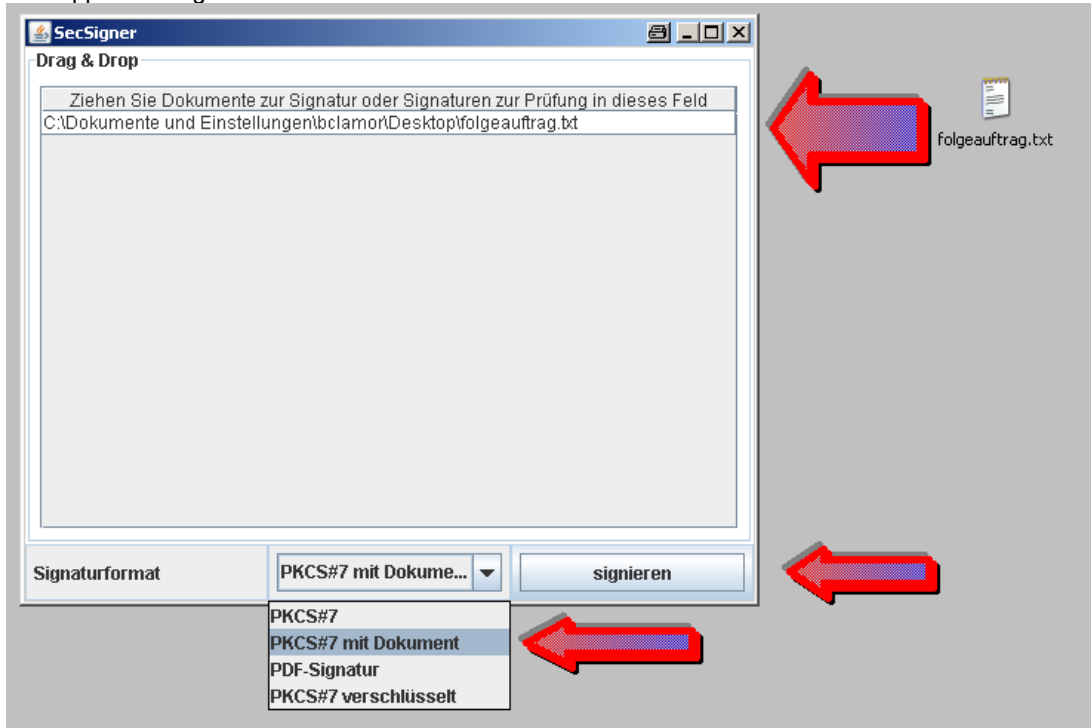 SecSigner
Drag & Drop
Ziehen Sie Dokumente zur Signatur oder Signaturen zur Prüfung in dieses Feld
C:\Dokumente und Einstellungen\bclamor\Desktop\folgeauftrag.txt
folgeauftrag.txt
Signaturformat
PKCS#7 mit Dokume...
signieren
PKCS#7
PKCS#7 mit Dokument
PDF-Signatur
PKCS#7 verschlüsselt